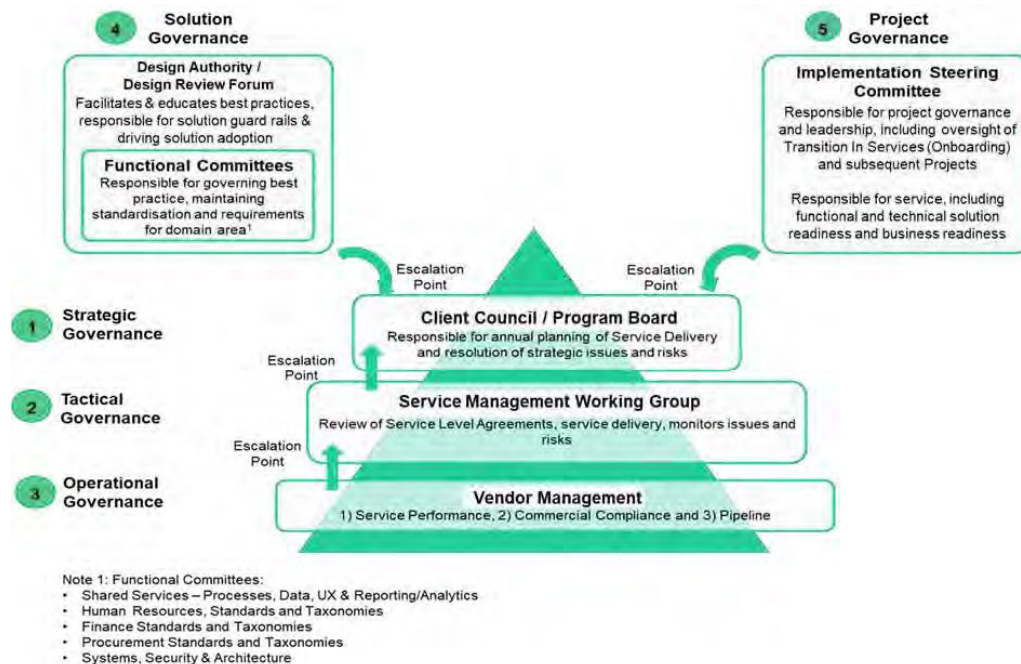 4
Solution
Governance
Design Authority /
Design Review Forum
Facilitates & educates best practices,
responsible for solution guard rails &
driving solution adoption
Functional Committees
Responsible for governing best
practice, maintaining
standardisation and requirements
for domain area1
5
Project
Governance
Implementation Steering
Committee
Responsible for project governance
and leadership, including oversight of
Transition In Services (Onboarding)
and subsequent Projects
Responsible for service, including
functional and technical solution
readiness and business readiness
Escalation
Point
Escalation
Point
1
Strategic
Governance
Client Council / Program Board
Responsible for annual planning of Service Delivery
and resolution of strategic issues and risks
Escalation
Point
2
Tactical
Governance
Service Management Working Group
Review of Service Level Agreements, service delivery, monitors issues and
risks
Escalation
Point
3
Operational
Governance
Vendor Management
1) Service Performance, 2) Commercial Compliance and 3) Pipeline
Note 1: Functional Committees:
• Shared Services – Processes, Data, UX & Reporting/Analytics
• Human Resources, Standards and Taxonomies
• Finance Standards and Taxonomies
• Procurement Standards and Taxonomies
• Systems, Security & Architecture